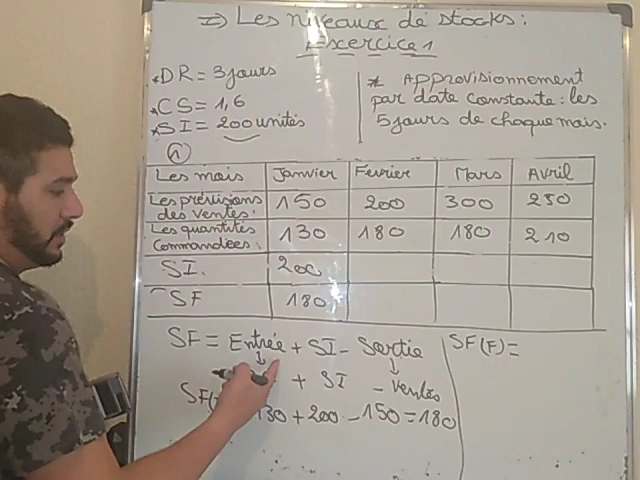 I) Les niveaux de stocks:
Exercice 1
*DR = 3 jours
*CS = 1,6
*SI = 200 unités
* Approvisionnement
par date constante: les
5 jours de chaque mois.
Les mois Janvier Fevrier Mars Avril
Les prévisions des ventes: 150 200 300 250
Les quantités commandées: 130 180 180 210
SI. 200
SF 180
SF = Entrée + SI - Sortie
+ SI - Ventes
SF( 130 + 200 - 150 = 180
SF(F) =